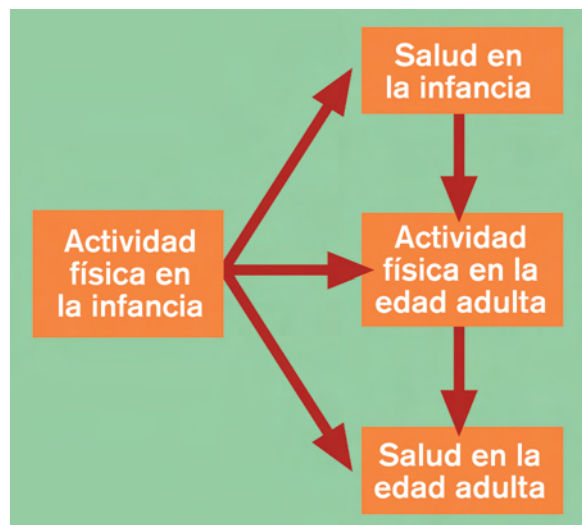 Salud en
la infancia
Actividad
física en
la infancia
Actividad
física en la
edad adulta
Salud en la
edad adulta